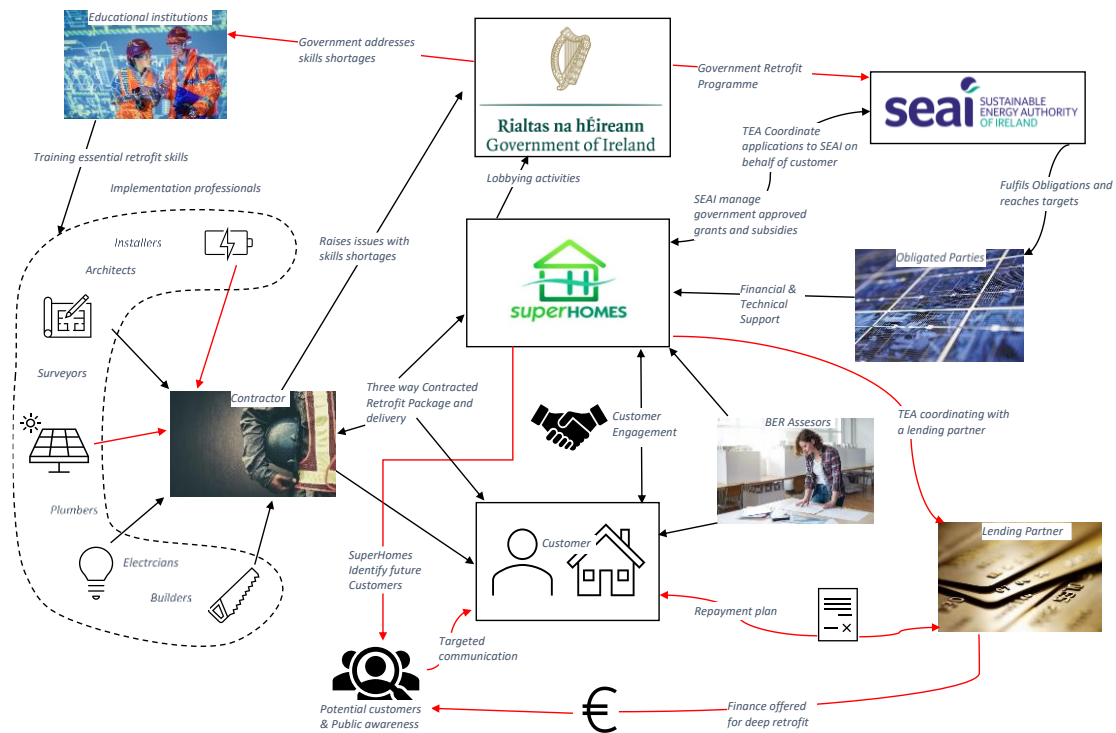 Educational institutions
Government addresses
skills shortages
Rialtas na hÉireann
Government of Ireland
Government Retrofit
Programme
seai SUSTAINABLE
ENERGY AUTHORITY
OF IRELAND
TEA Coordinate
applications to SEAI on
behalf of customer
Training essential retrofit skills
Lobbying activities
Implementation professionals
Fulfils Obligations and
reaches targets
SEAI manage
government approved
grants and subsidies
Installers
Architects
Raises issues with
skills shortages
superHOMES
Obligated Parties
Financial &
Technical
Support
Surveyors
Contractor
Three way Contracted
Retrofit Package and
delivery
Customer
Engagement
BER Assesors
TEA coordinating with
a lending partner
Plumbers
Electrcians
Builders
SuperHomes
Identify future
Customers
Customer
Lending Partner
Repayment plan
Targeted
communication
Potential customers
& Public awareness
€
Finance offered
for deep retrofit